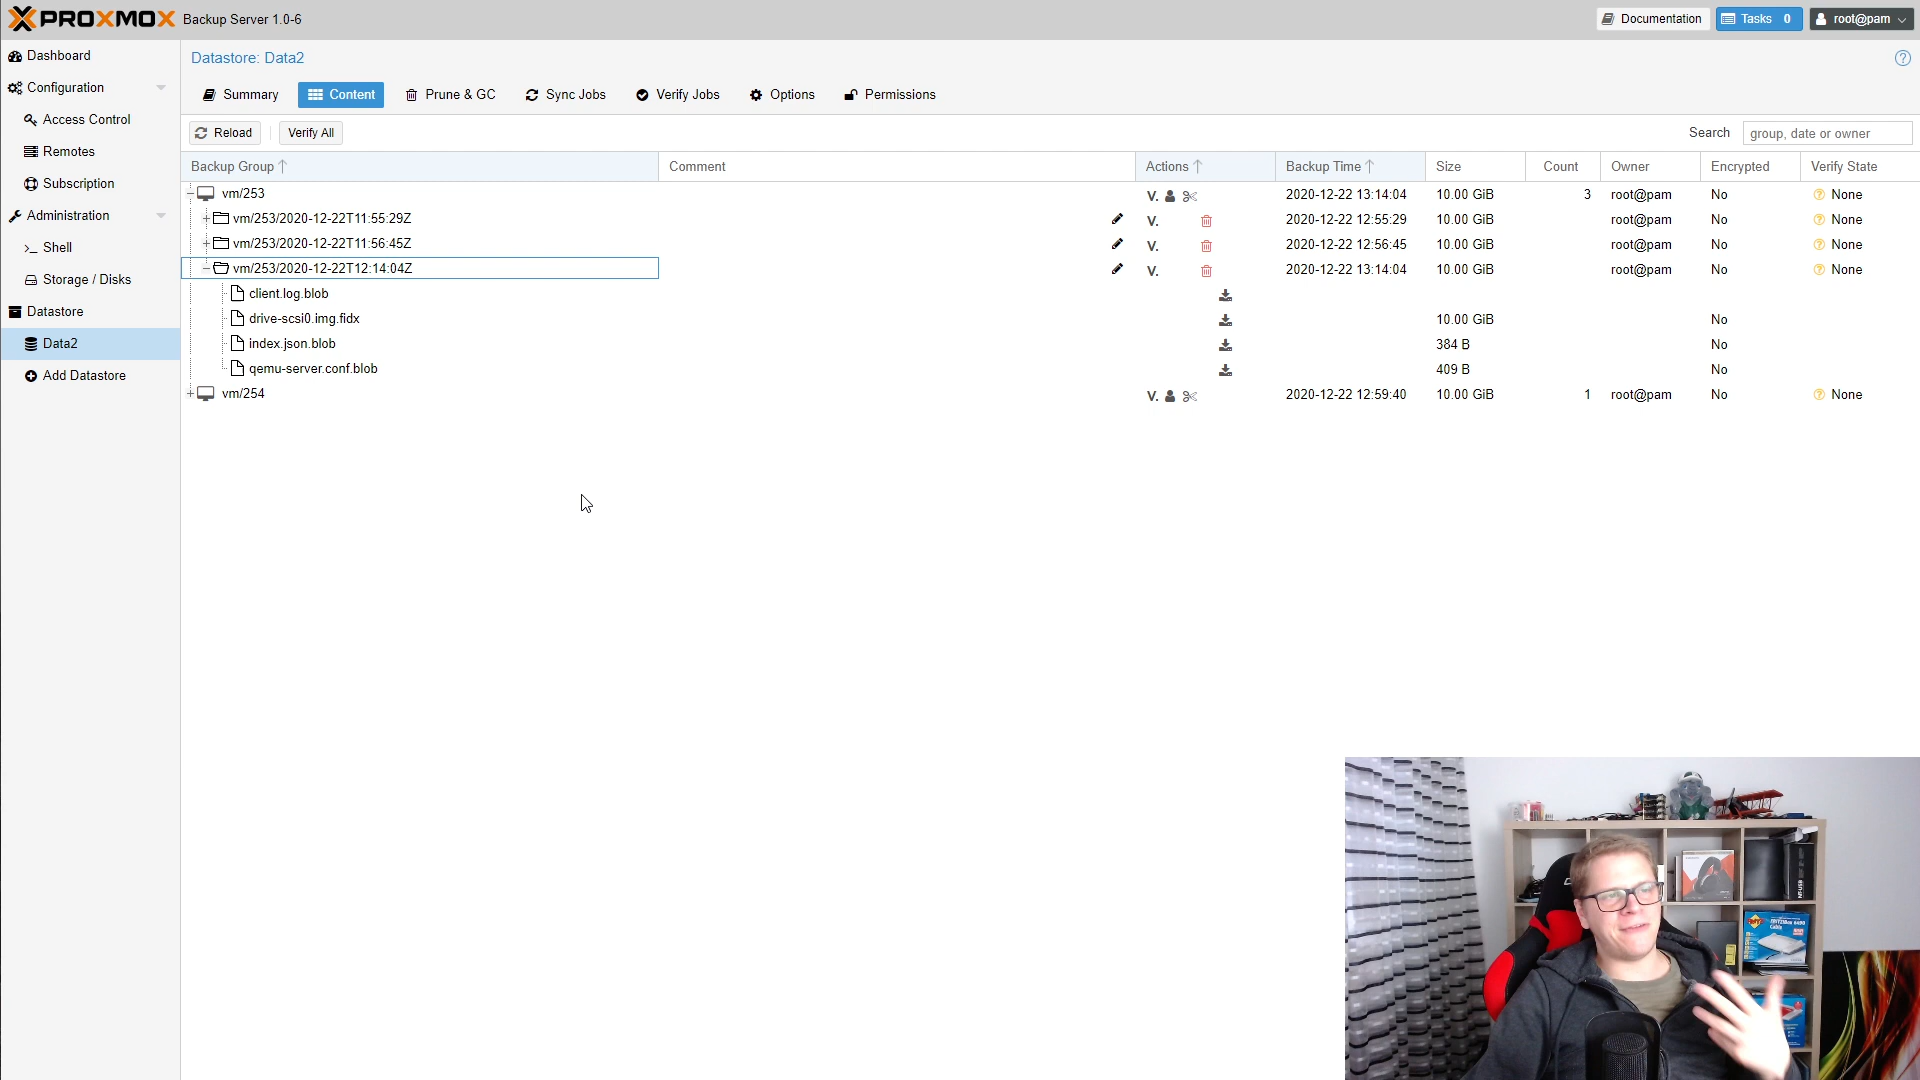 PROXMOX Backup Server 1.0-6
Documentation
Tasks 0
root@pam
Dashboard
Configuration
Access Control
Remotes
Subscription
Administration
Shell
Storage / Disks
Datastore
Data2
Add Datastore
Datastore: Data2
Summary Content Prune & GC Sync Jobs Verify Jobs Options Permissions
Reload Verify All Search group, date or owner
Backup Group Comment Actions Backup Time Size Count Owner Encrypted Verify State
vm/253 V. 2020-12-22 13:14:04 10.00 GiB 3 root@pam No None
vm/253/2020-12-22T11:55:29Z V. 2020-12-22 12:55:29 10.00 GiB root@pam No None
vm/253/2020-12-22T11:56:45Z V. 2020-12-22 12:56:45 10.00 GiB root@pam No None
vm/253/2020-12-22T12:14:04Z V. 2020-12-22 13:14:04 10.00 GiB root@pam No None
client.log.blob
drive-scsi0.img.fidx 10.00 GiB No
index.json.blob 384 B No
qemu-server.conf.blob 409 B No
vm/254 V. 2020-12-22 12:59:40 10.00 GiB 1 root@pam No None